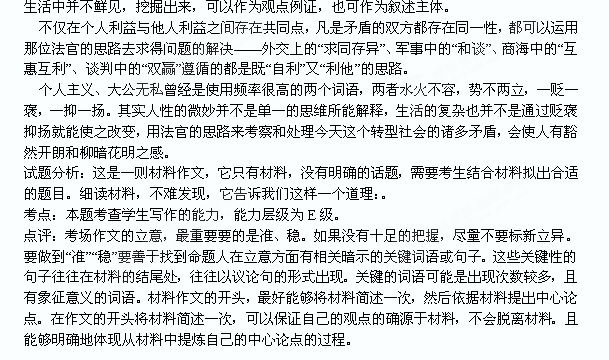 生活中并不鲜见，挖掘出来，可以作为观点例证，也可作为叙述主体。
不仅在个人利益与他人利益之间存在共同点，凡是矛盾的双方都存在同一性，都可以运用
那位法官的思路去求得问题的解决——外交上的“求同存异”、军事中的“和谈”、商海中的“互
惠互利”、谈判中的“双赢”遵循的都是既“自利”又“利他”的思路。
个人主义、大公无私曾经是使用频率很高的两个词语，两者水火不容，势不两立，一贬一
褒，一抑一扬。其实人性的微妙并不是单一的思维所能解释，生活的复杂也并不是通过贬褒
抑扬就能使之改变，用法官的思路来考察和处理今天这个转型社会的诸多矛盾，会使人有豁
然开朗和柳暗花明之感。
试题分析：这是一则材料作文，它只有材料，没有明确的话题，需要考生结合材料拟出合适
的题目。细读材料，不难发现，它告诉我们这样一个道理：。
考点：本题考查学生写作的能力，能力层级为 E 级。
点评：考场作文的立意，最重要要的是准、稳。如果没有十足的把握，尽量不要标新立异。
要做到“准”“稳”要善于找到命题人在立意方面有相关暗示的关键词语或句子。这些关键性的
句子往往在材料的结尾处，往往以议论句的形式出现。关键的词语可能是出现次数较多，且
有象征意义的词语。材料作文的开头，最好能够将材料简述一次，然后依据材料提出中心论
点。在作文的开头将材料简述一次，可以保证自己的观点的确源于材料，不会脱离材料。且
能够明确地体现从材料中提炼自己的中心论点的过程。